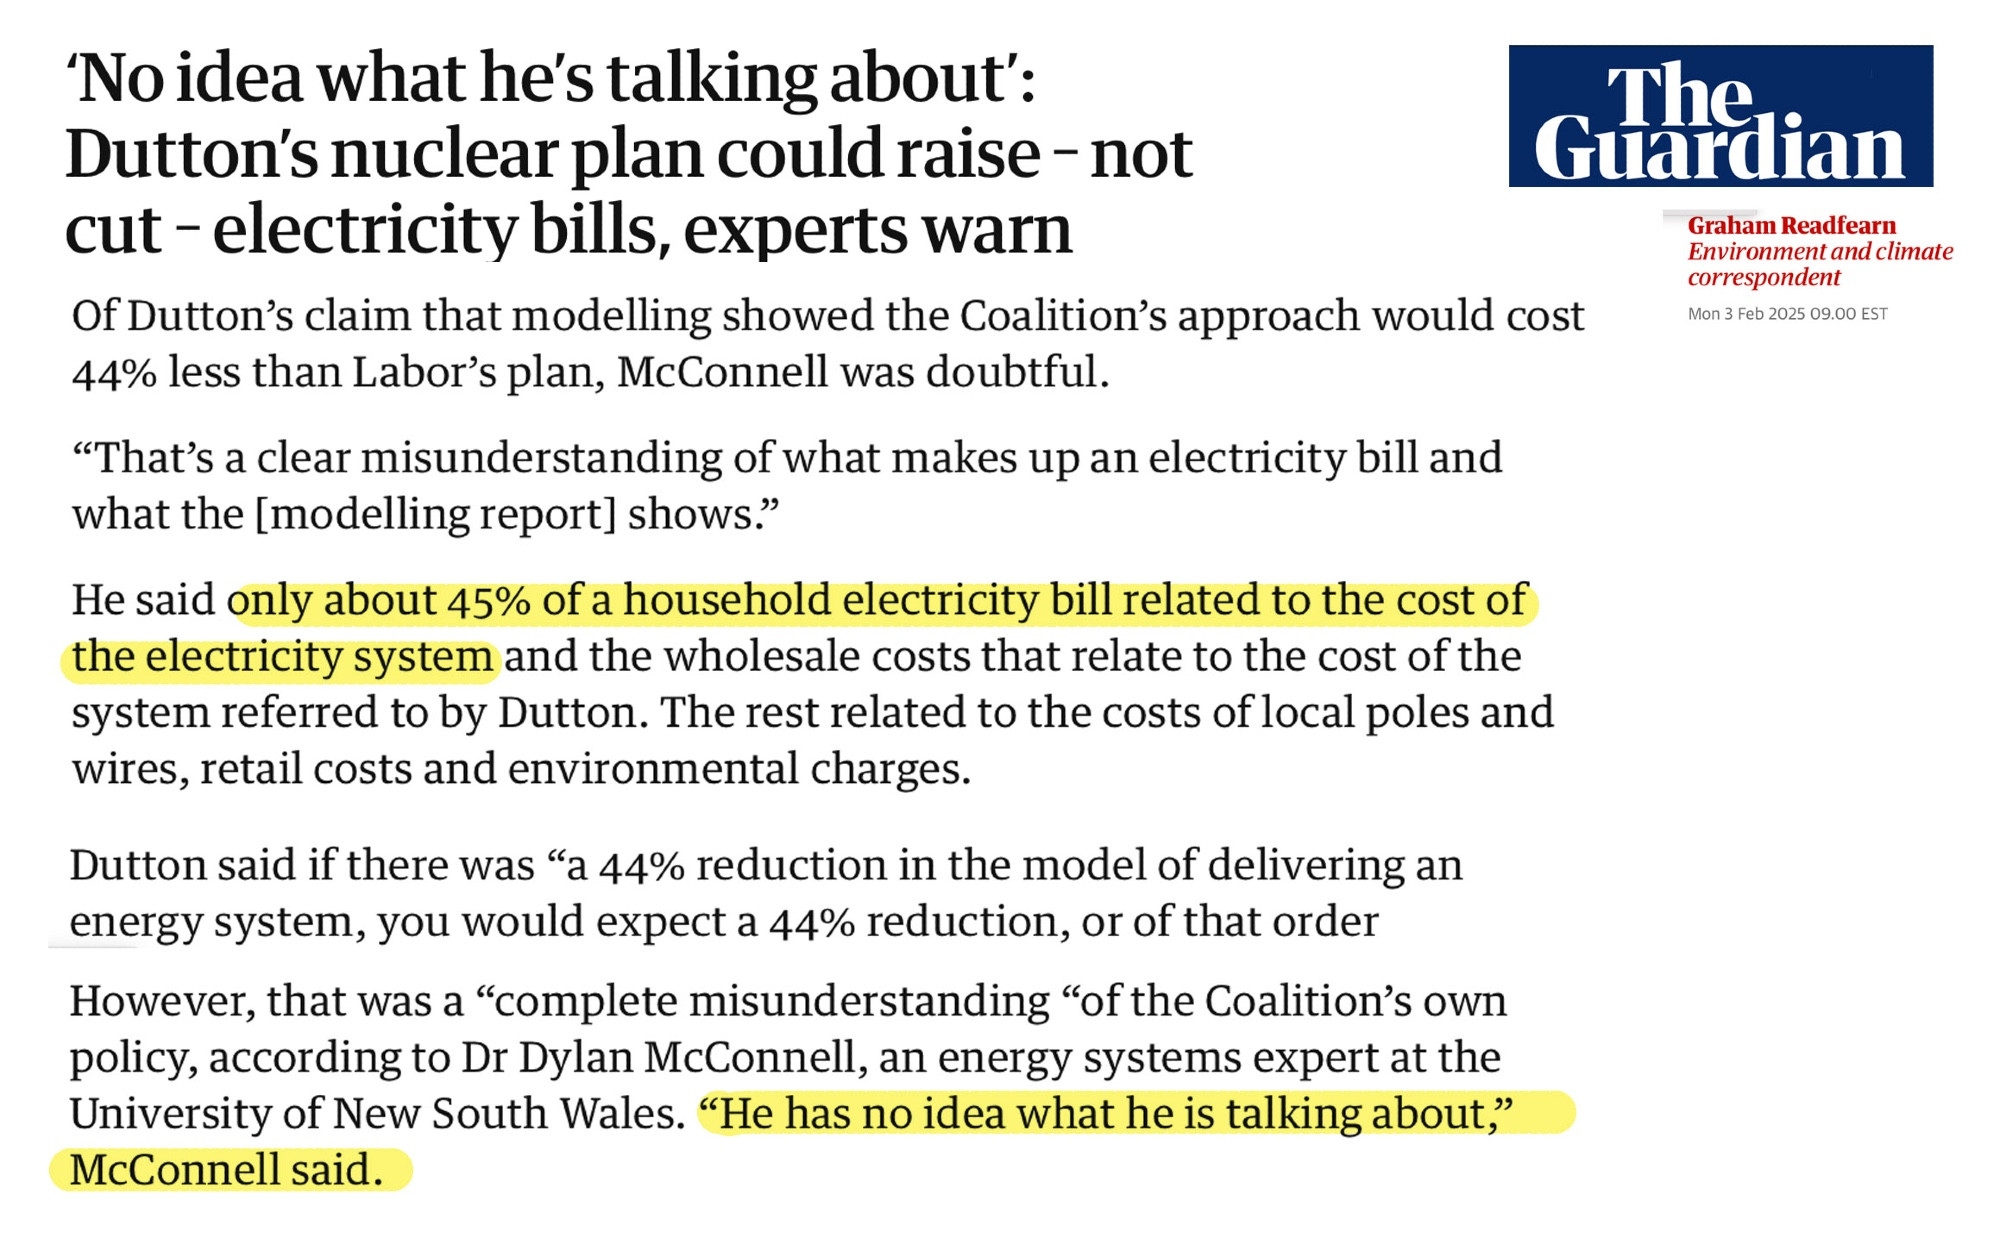 ‘No idea what he’s talking about’:
Dutton’s nuclear plan could raise – not
cut – electricity bills, experts warn
The
Guardian
Graham Readfearn
Environment and climate
correspondent
Mon 3 Feb 2025 09.00 EST
Of Dutton’s claim that modelling showed the Coalition’s approach would cost
44% less than Labor’s plan, McConnell was doubtful.
“That’s a clear misunderstanding of what makes up an electricity bill and
what the [modelling report] shows.”
He said only about 45% of a household electricity bill related to the cost of
the electricity system and the wholesale costs that relate to the cost of the
system referred to by Dutton. The rest related to the costs of local poles and
wires, retail costs and environmental charges.
Dutton said if there was “a 44% reduction in the model of delivering an
energy system, you would expect a 44% reduction, or of that order
However, that was a “complete misunderstanding “of the Coalition’s own
policy, according to Dr Dylan McConnell, an energy systems expert at the
University of New South Wales. “He has no idea what he is talking about,”
McConnell said.